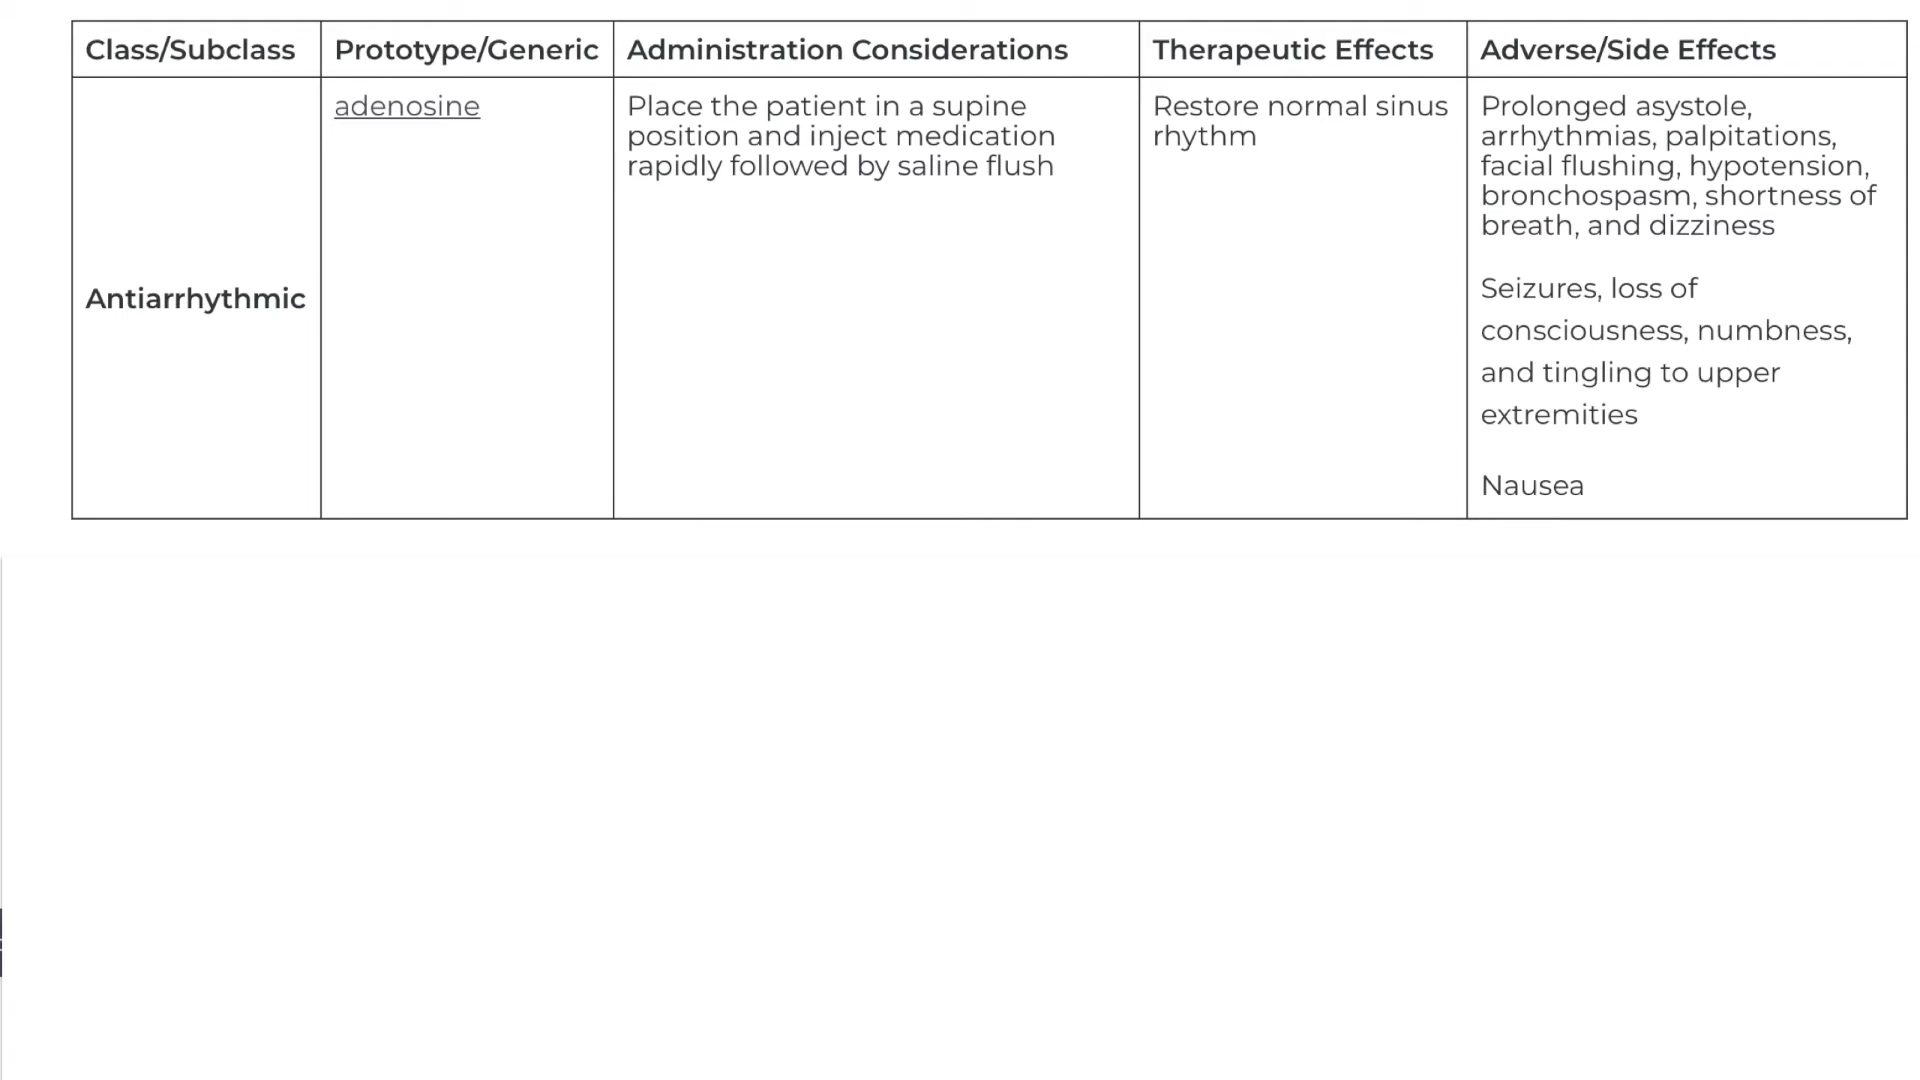 Class/Subclass
Prototype/Generic
Administration Considerations
Therapeutic Effects
Adverse/Side Effects
Antiarrhythmic
adenosine
Place the patient in a supine
position and inject medication
rapidly followed by saline flush
Restore normal sinus
rhythm
Prolonged asystole,
arrhythmias, palpitations,
facial flushing, hypotension,
bronchospasm, shortness of
breath, and dizziness
Seizures, loss of
consciousness, numbness,
and tingling to upper
extremities
Nausea